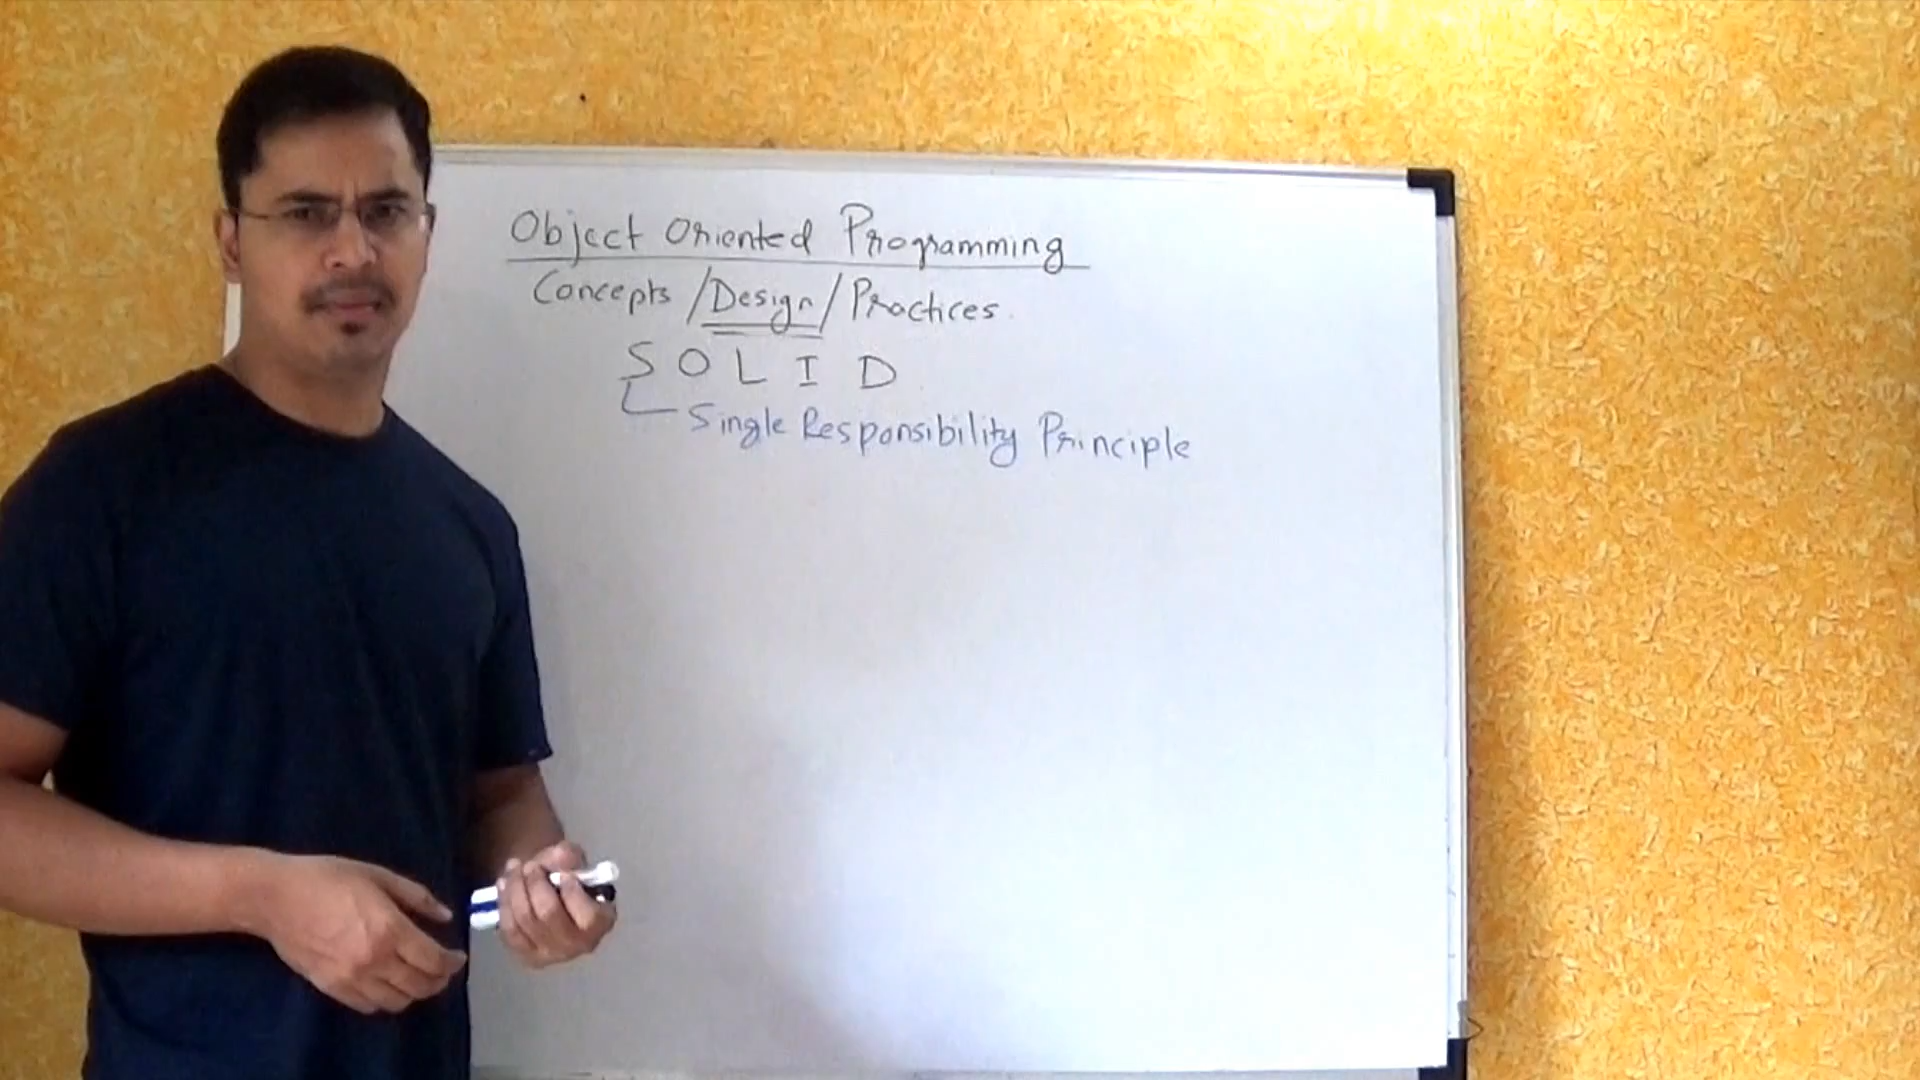 Object Oriented Programming
Concepts / Design / Practices.
S O L I D
Single Responsibility Principle